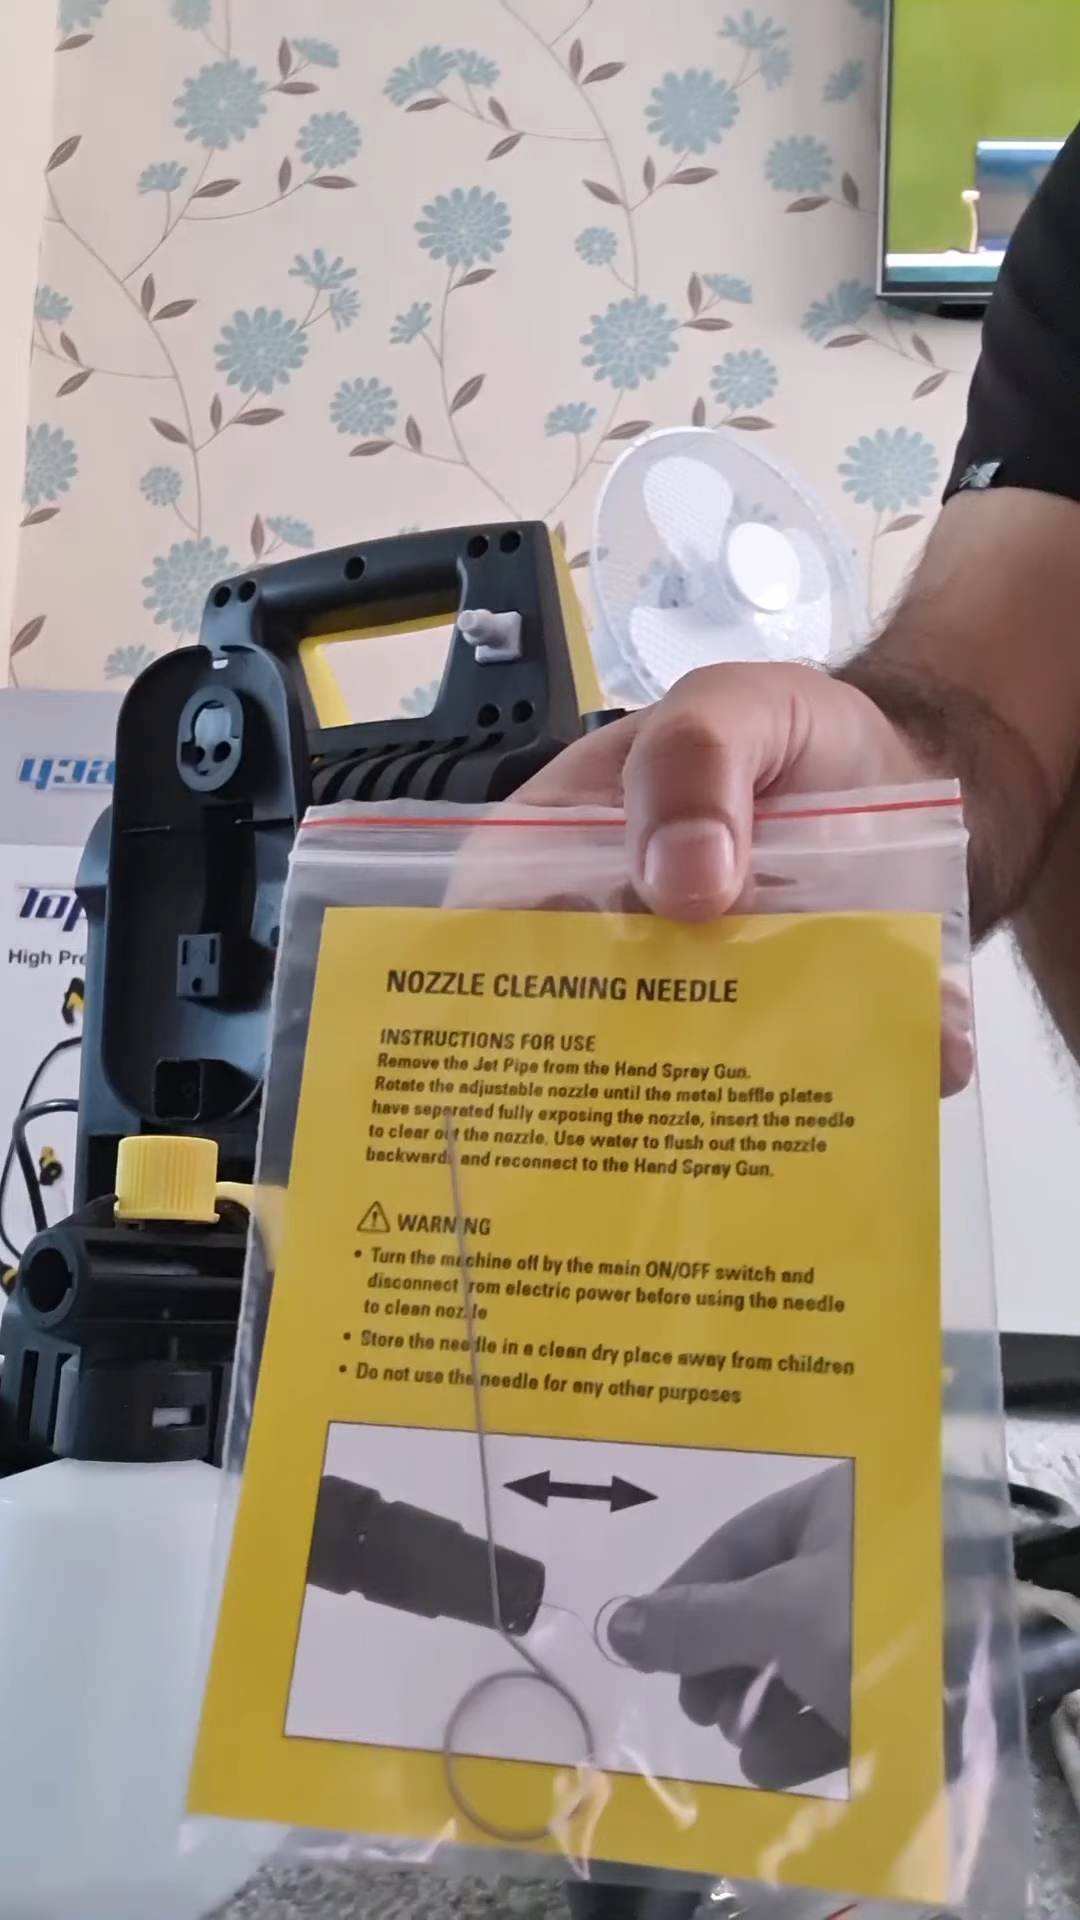 High
NOZZLE CLEANING NEEDLE
INSTRUCTIONS FOR USE
Remove the Jet Pipe from the Hand Spray Gun.
Rotate the adjustable nozzle until the metal baffle plates
have separated fully exposing the nozzle, insert the needle
to clear out the nozzle. Use water to flush out the nozzle
backwards and reconnect to the Hand Spray Gun.
WARNING
• Turn the machine off by the main ON/OFF switch and
disconnect from electric power before using the needle
to clean nozzle
• Store the needle in a clean dry place away from children
• Do not use the needle for any other purposes